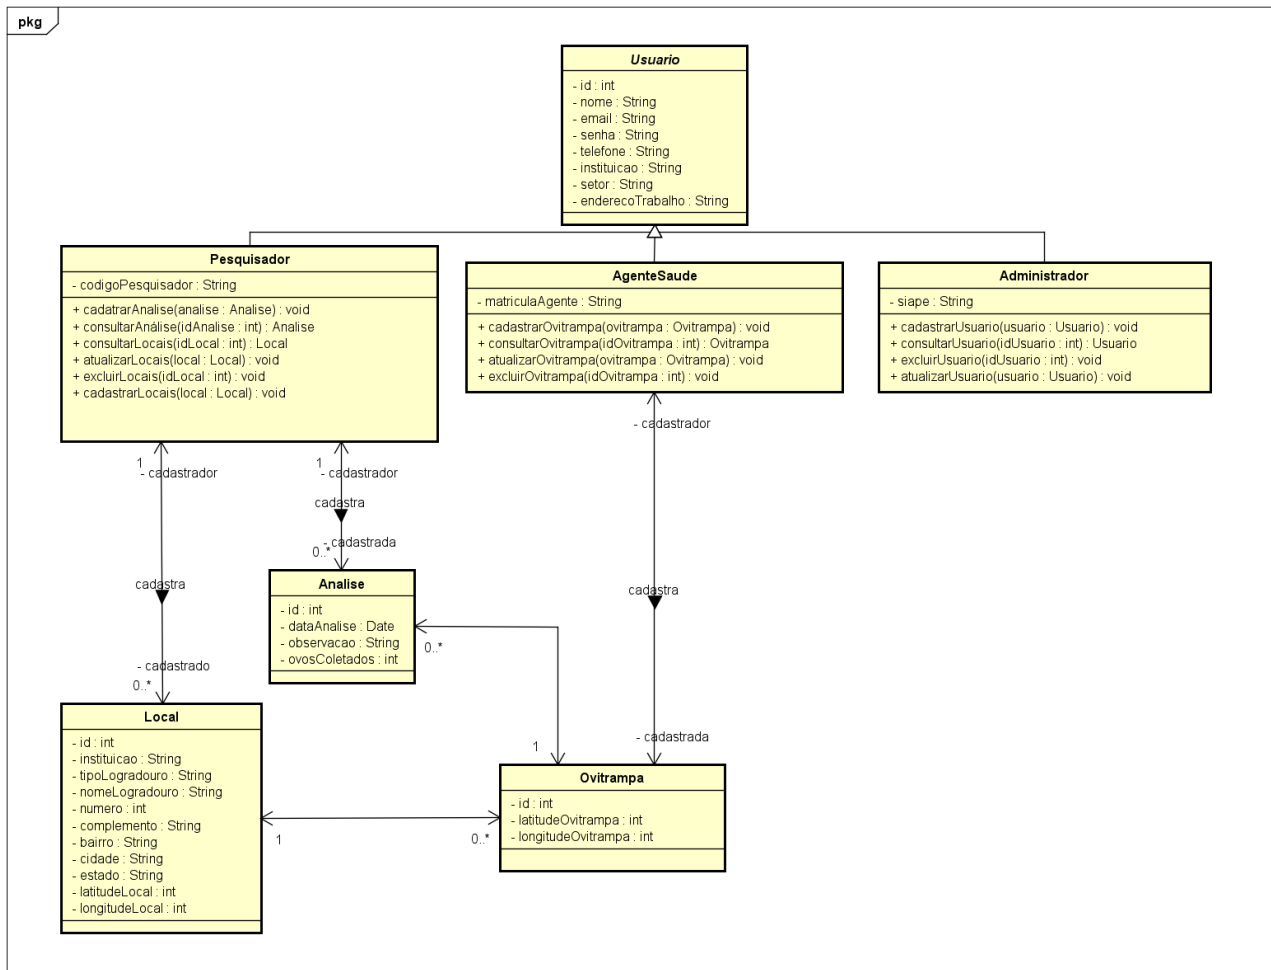 pkg
Usuario
- id : int
- nome : String
- email : String
- senha : String
- telefone : String
- instituicao : String
- setor : String
- enderecoTrabalho : String
Pesquisador
- codigoPesquisador : String
+ cadatrarAnalise(analise : Analise) : void
+ consultarAnálise(idAnalise : int) : Analise
+ consultarLocais(idLocal : int) : Local
+ atualizarLocais(local : Local) : void
+ excluirLocais(idLocal : int) : void
+ cadastrarLocais(local : Local) : void
AgenteSaude
- matriculaAgente : String
+ cadastrarOvitrampa(ovitrampa : Ovitrampa) : void
+ consultarOvitrampa(idOvitrampa : int) : Ovitrampa
+ atualizarOvitrampa(ovitrampa : Ovitrampa) : void
+ excluirOvitrampa(idOvitrampa : int) : void
Administrador
- siape : String
+ cadastrarUsuario(usuario : Usuario) : void
+ consultarUsuario(idUsuario : int) : Usuario
+ excluirUsuario(idUsuario : int) : void
+ atualizarUsuario(usuario : Usuario) : void
1
- cadastrador
1
- cadastrador
- cadastrador
cadastra
- cadastrada
0..*
cadastra
cadastra
- cadastrado
0..*
Analise
- id : int
- dataAnalise : Date
- observacao : String
- ovosColetados : int
0..*
1
- cadastrada
Local
- id : int
- instituicao : String
- tipoLogradouro : String
- nomeLogradouro : String
- numero : int
- complemento : String
- bairro : String
- cidade : String
- estado : String
- latitudeLocal : int
- longitudeLocal : int
1
0..*
Ovitrampa
- id : int
- latitudeOvitrampa : int
- longitudeOvitrampa : int